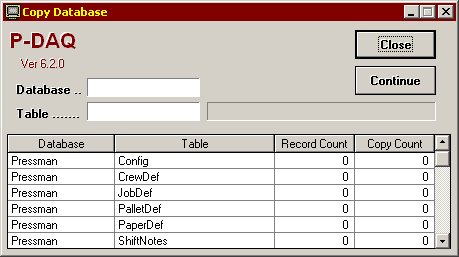 Copy Database
P-DAQ
Ver 6.2.0
Close
Continue
Database ..
Table .......
Database Table Record Count Copy Count
Pressman Config 0 0
Pressman CrewDef 0 0
Pressman JobDef 0 0
Pressman PalletDef 0 0
Pressman PaperDef 0 0
Pressman ShiftNotes 0 0